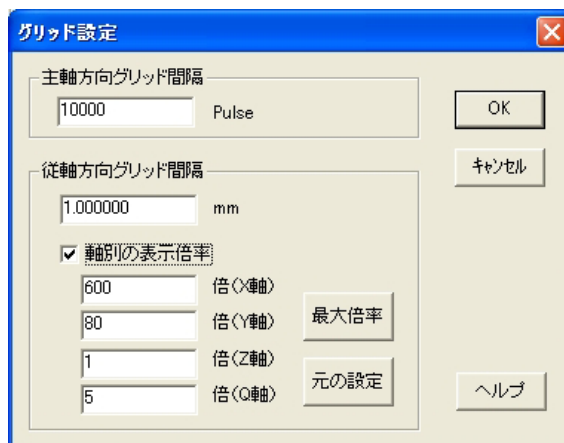 グリッド設定
主軸方向グリッド間隔
10000 Pulse
OK
キャンセル
従軸方向グリッド間隔
1.000000 mm
軸別の表示倍率
600 倍(X軸)
80 倍(Y軸)
最大倍率
1 倍(Z軸)
5 倍(Q軸)
元の設定
ヘルプ